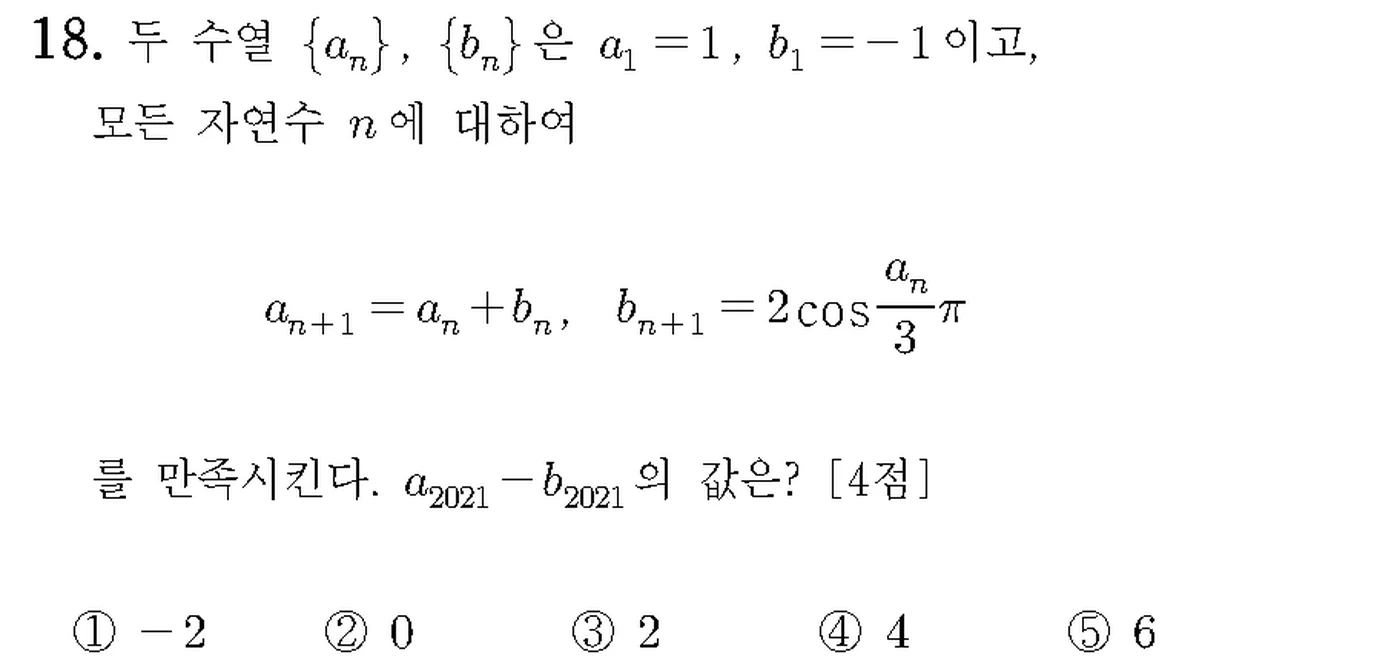 18. 두 수열 {aₙ}, {bₙ}은 a₁ = 1, b₁ = -1이고,
모든 자연수 n에 대하여
aₙ₊₁ = aₙ + bₙ, bₙ₊₁ = 2cos(aₙ/3)π
를 만족시킨다. a₂₀₂₁ - b₂₀₂₁의 값은? [4점]
① -2 ② 0 ③ 2 ④ 4 ⑤ 6